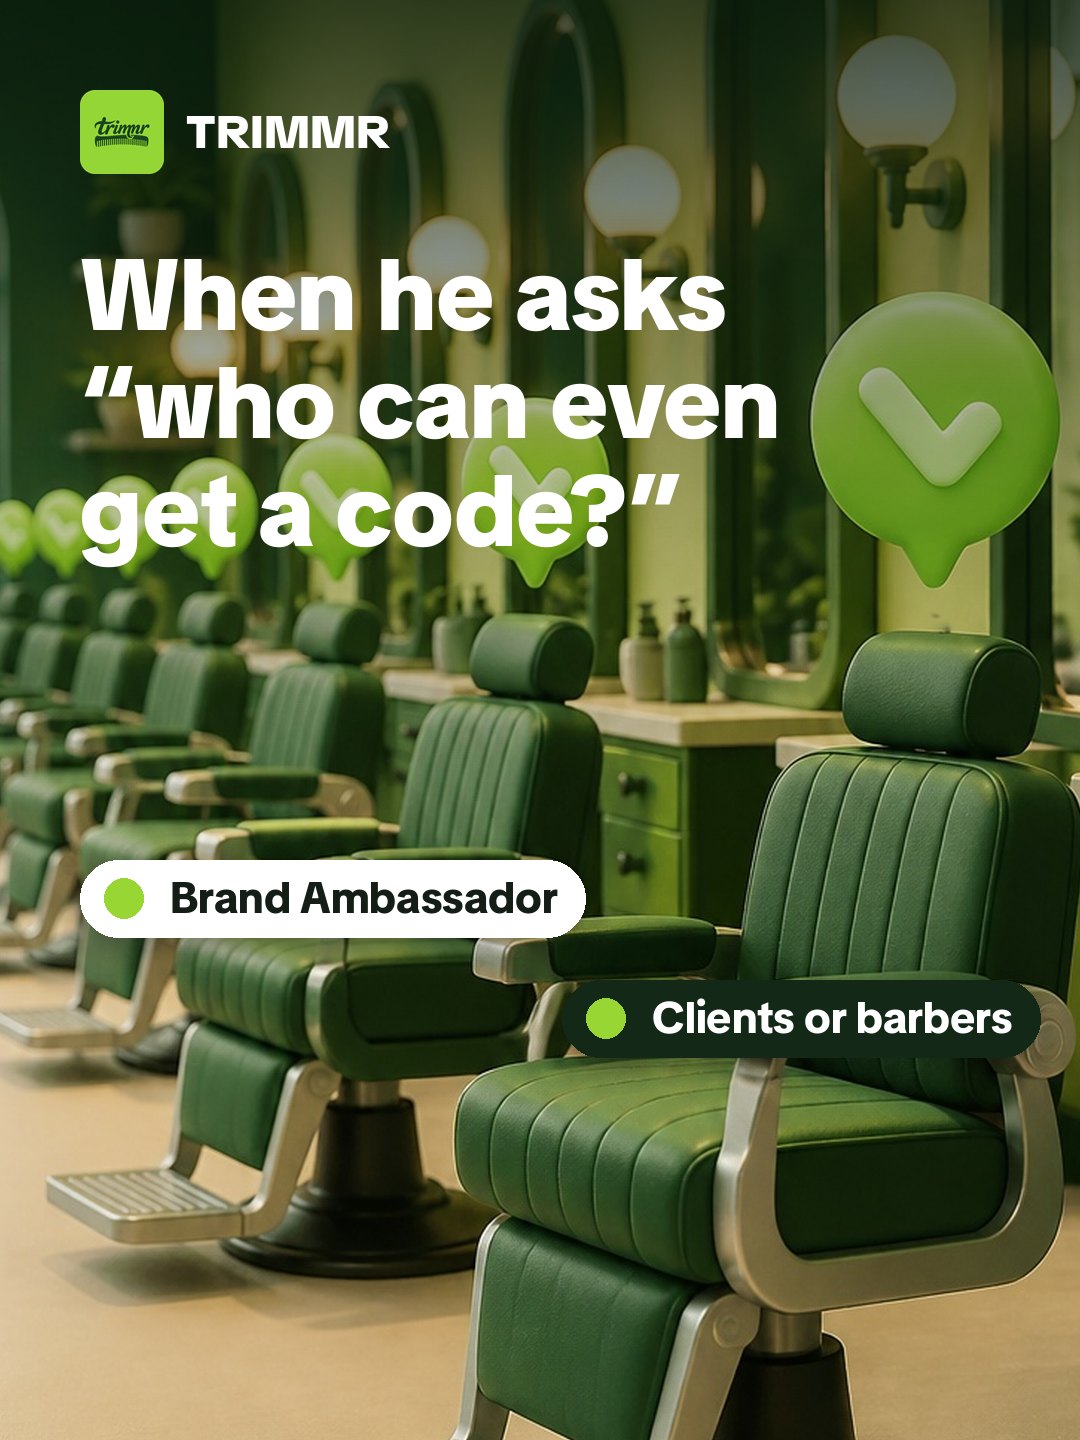 trimmr
TRIMMR
When he asks
“who can even
get a code?”
Brand Ambassador
Clients or barbers